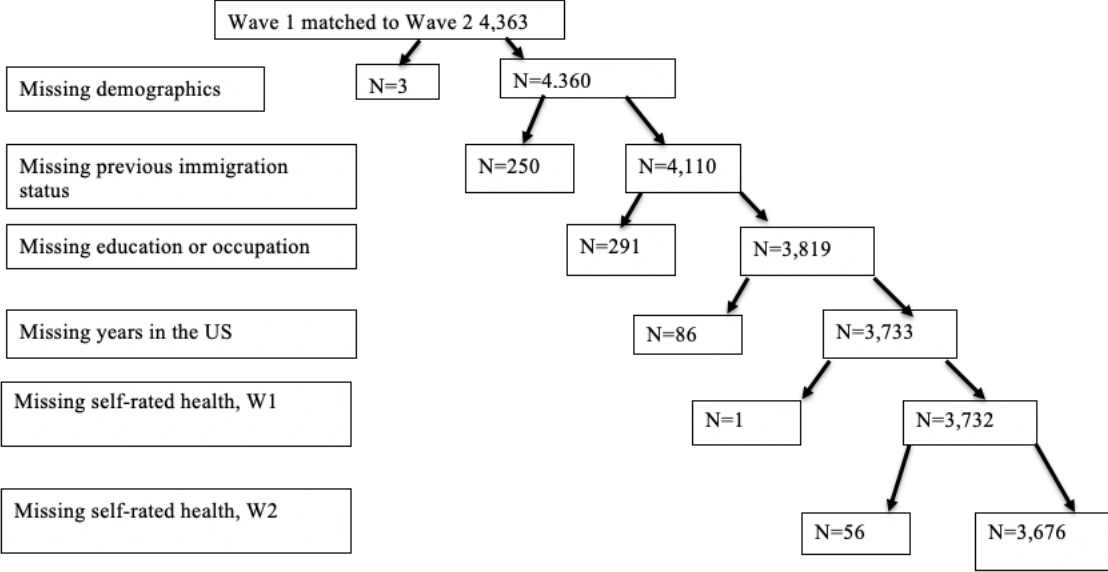 Wave 1 matched to Wave 2 4,363
Missing demographics
N=3
N=4.360
Missing previous immigration
status
N=250
N=4,110
Missing education or occupation
N=291
N=3,819
Missing years in the US
N=86
N=3,733
Missing self-rated health, W1
N=1
N=3,732
Missing self-rated health, W2
N=56
N=3,676